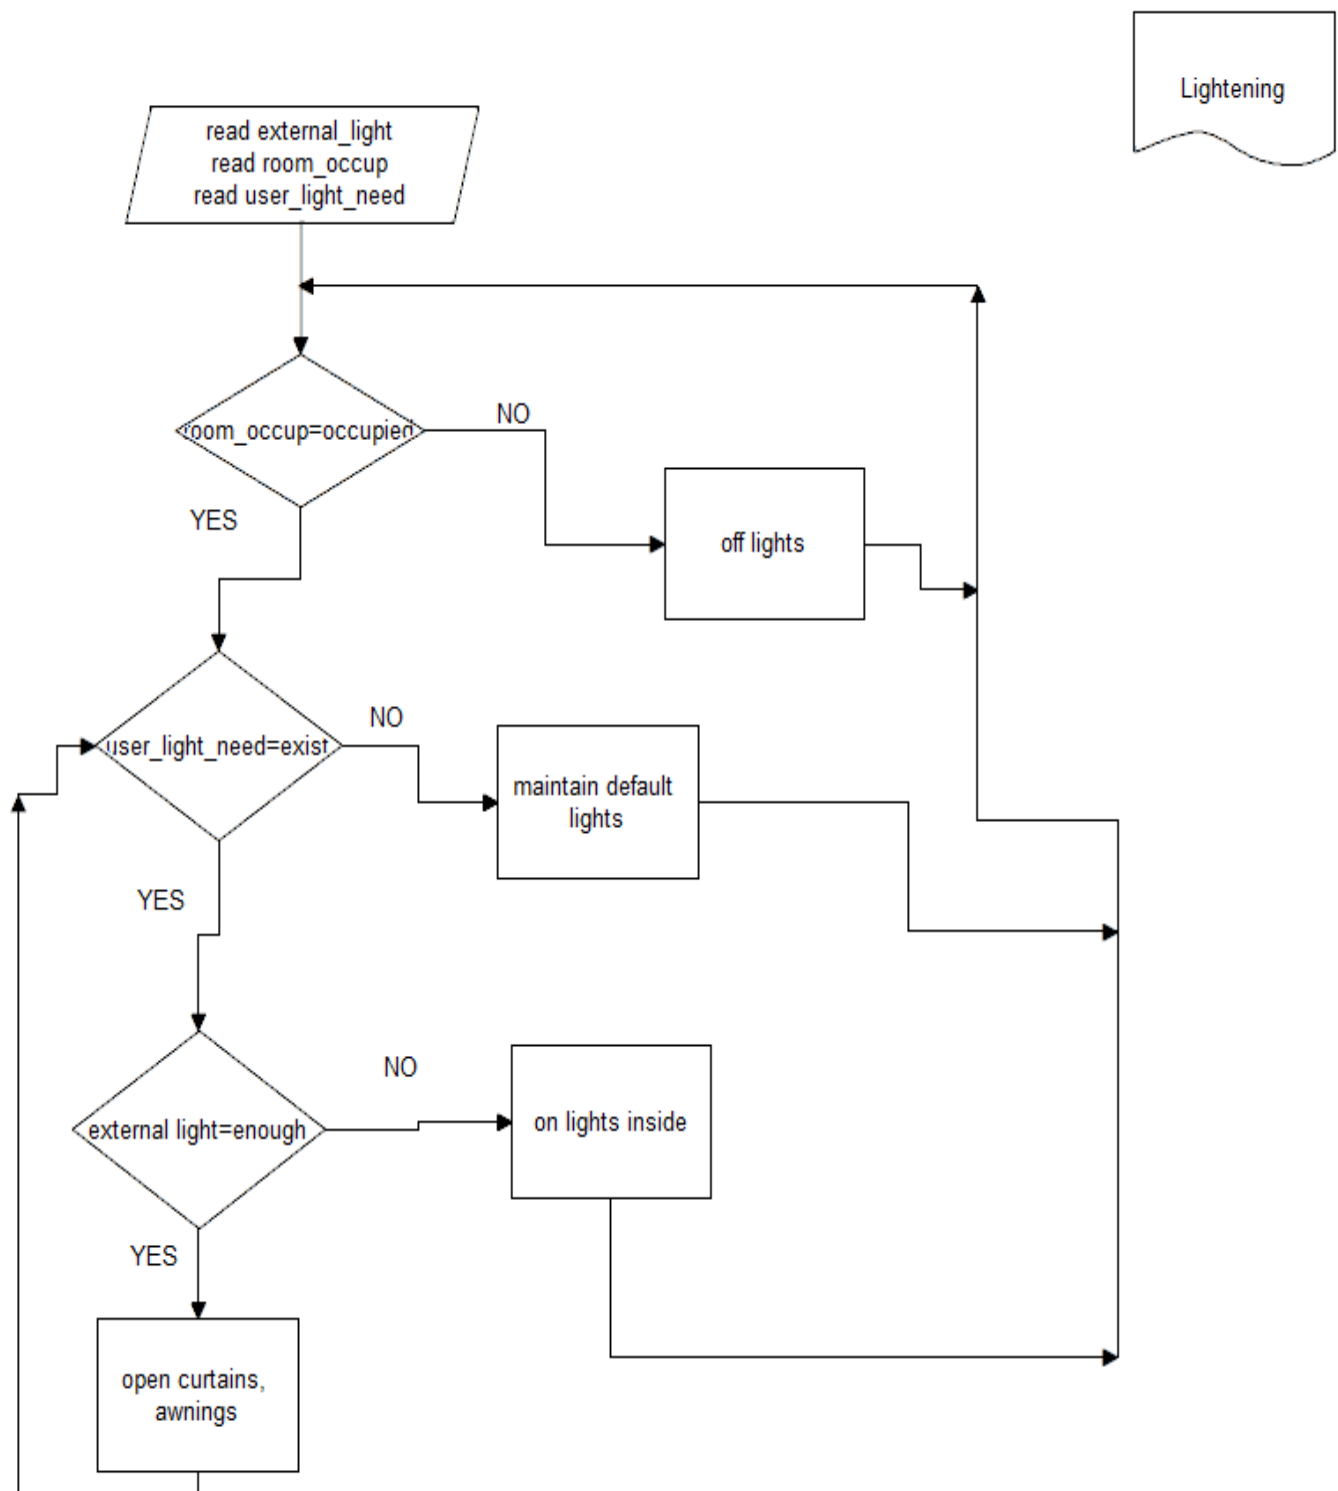 Lightening
read external_light
read room_occup
read user_light_need
room_occup=occupied
NO
YES
off lights
user_light_need=exist
NO
maintain default
lights
YES
external light=enough
NO
on lights inside
YES
open curtains,
awnings